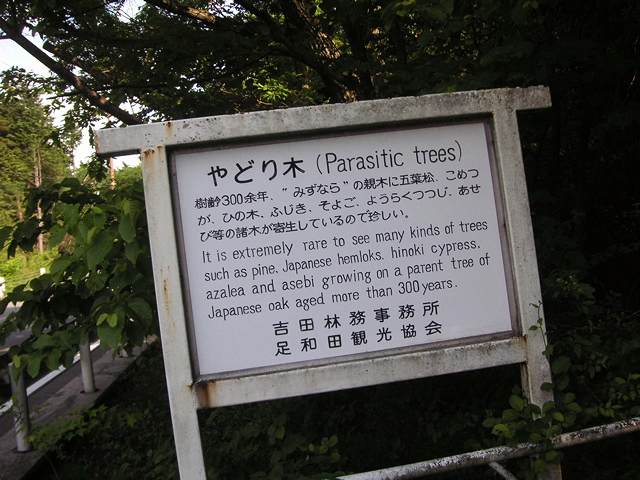 やどり木 (Parasitic trees)
樹齢300余年、“みずなら”の親木に五葉松、こめつ
が、ひの木、ふじき、そよご、ようらくつつじ、あせ
び等の諸木が寄生しているので珍しい。
It is extremely rare to see many kinds of trees
such as pine, Japanese hemloks, hinoki cypress,
azalea and asebi growing on a parent tree of
Japanese oak aged more than 300 years.
吉田林務事務所
足和田観光協会